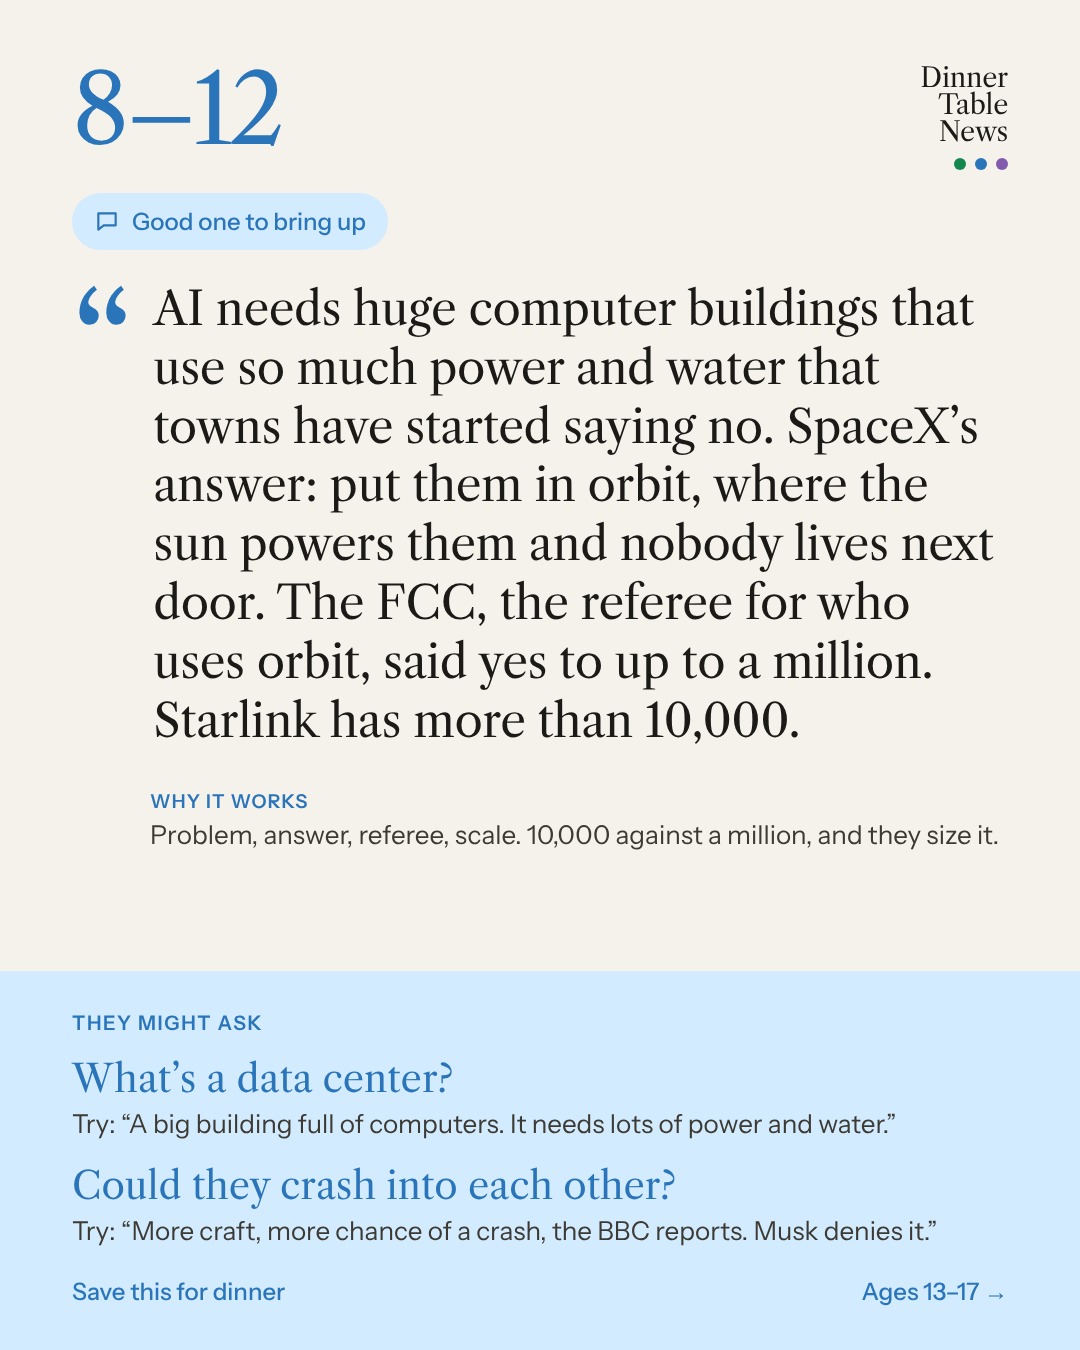 8–12
Dinner
Table
News
Good one to bring up
“AI needs huge computer buildings that
use so much power and water that
towns have started saying no. SpaceX’s
answer: put them in orbit, where the
sun powers them and nobody lives next
door. The FCC, the referee for who
uses orbit, said yes to up to a million.
Starlink has more than 10,000.
WHY IT WORKS
Problem, answer, referee, scale. 10,000 against a million, and they size it.
THEY MIGHT ASK
What’s a data center?
Try: “A big building full of computers. It needs lots of power and water.”
Could they crash into each other?
Try: “More craft, more chance of a crash, the BBC reports. Musk denies it.”
Save this for dinner
Ages 13–17 →